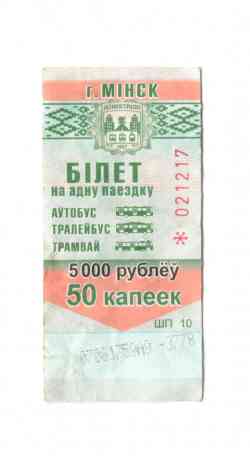 г. МІНСК
БІЛЕТ
на адну паездку
АЎТОБУС
ТРАЛЕЙБУС
ТРАМВАЙ
* 021217
5 000 рублёў
50 капеек
ШП 10